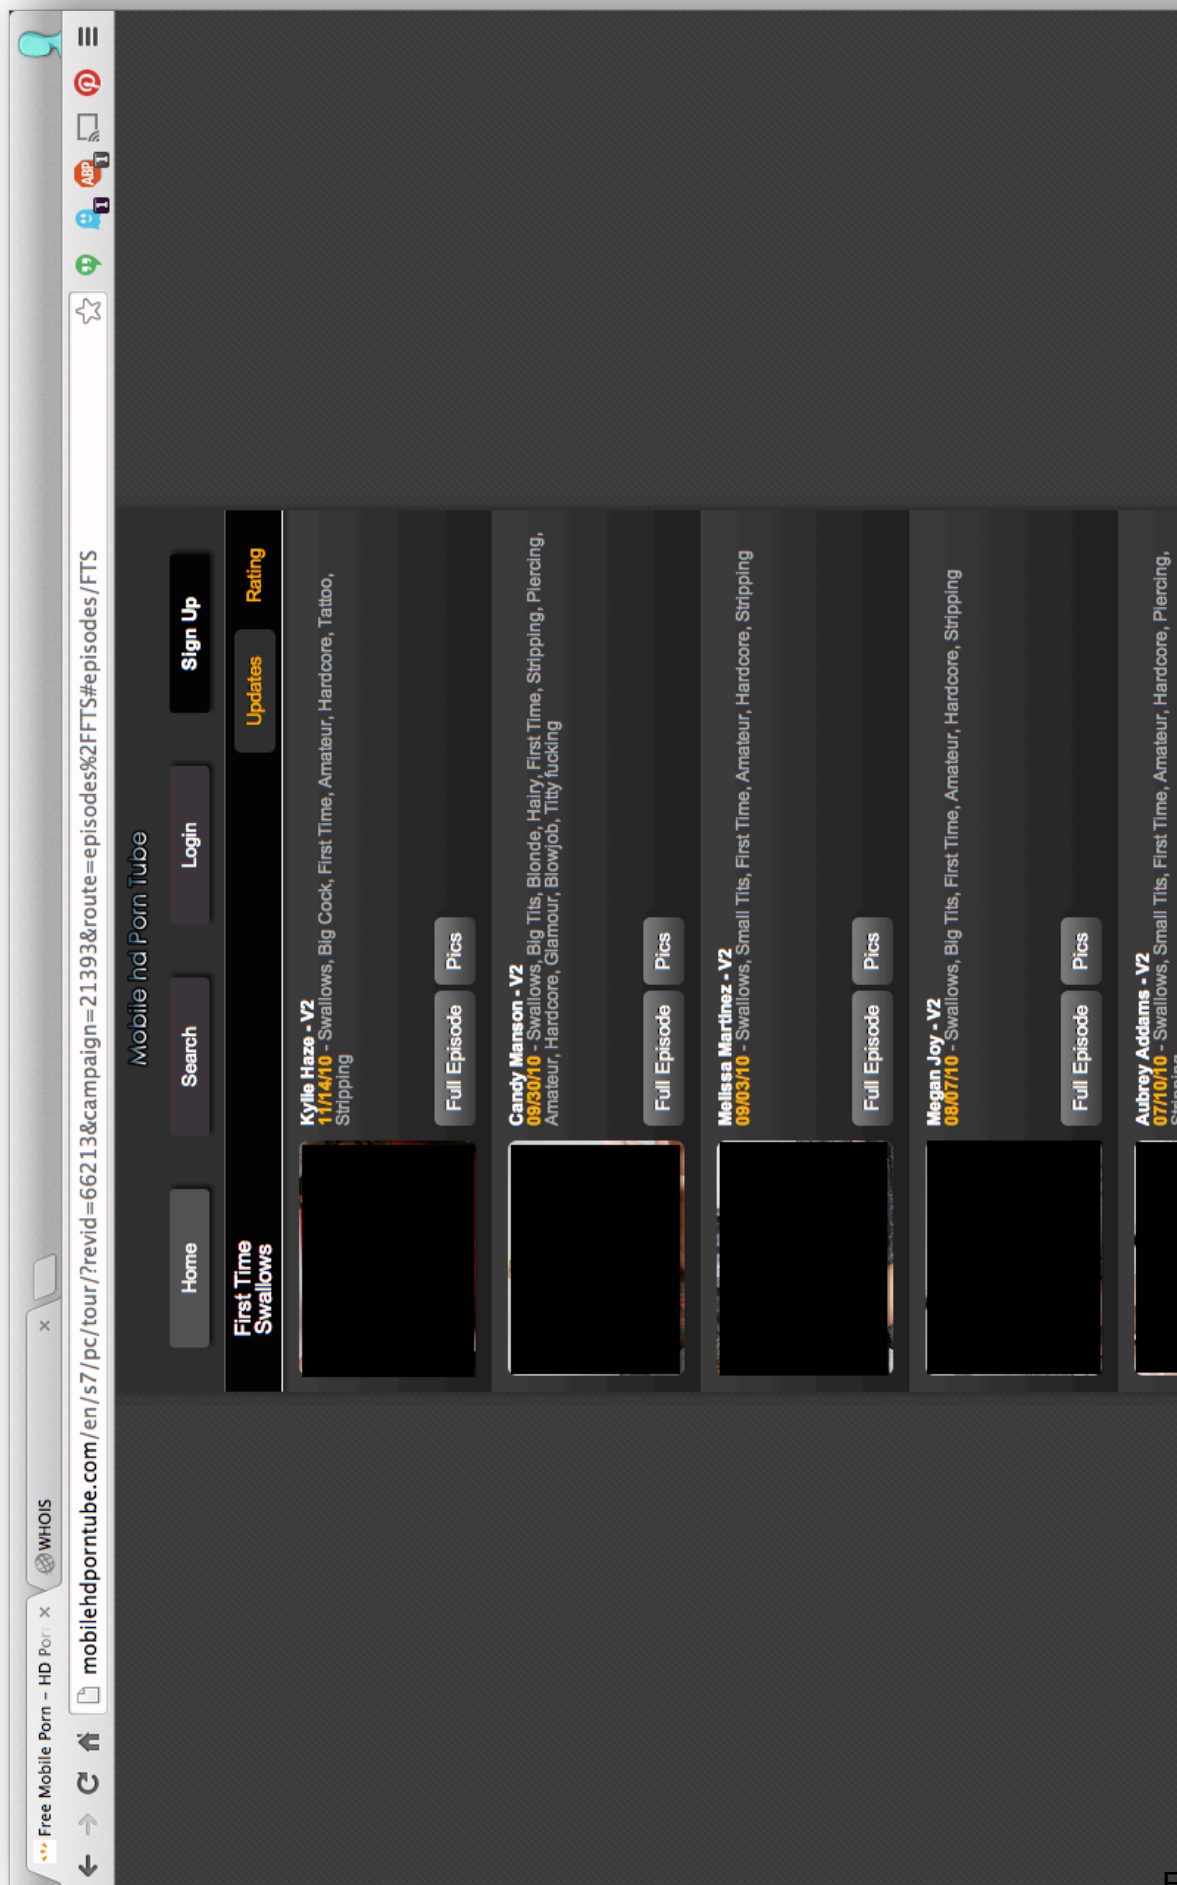 Free Mobile Porn – HD Por
WHOIS
mobilehdporntube.com/en/s7/pc/tour/?revid=66213&campaign=21393&route=episodes%2FFTS#episodes/FTS
ABP
1
1
Mobile hd Porn Tube
Home
Search
Login
Sign Up
First Time
Swallows
Updates
Rating
Kylie Haze - V2
11/14/10 - Swallows, Big Cock, First Time, Amateur, Hardcore, Tattoo,
Stripping
Full Episode
Pics
Candy Manson - V2
09/30/10 - Swallows, Big Tits, Blonde, Hairy, First Time, Stripping, Piercing,
Amateur, Hardcore, Glamour, Blowjob, Titty fucking
Full Episode
Pics
Melissa Martinez - V2
09/03/10 - Swallows, Small Tits, First Time, Amateur, Hardcore, Stripping
Full Episode
Pics
Megan Joy - V2
08/07/10 - Swallows, Big Tits, First Time, Amateur, Hardcore, Stripping
Full Episode
Pics
Aubrey Addams - V2
07/10/10 - Swallows, Small Tits, First Time, Amateur, Hardcore, Piercing,